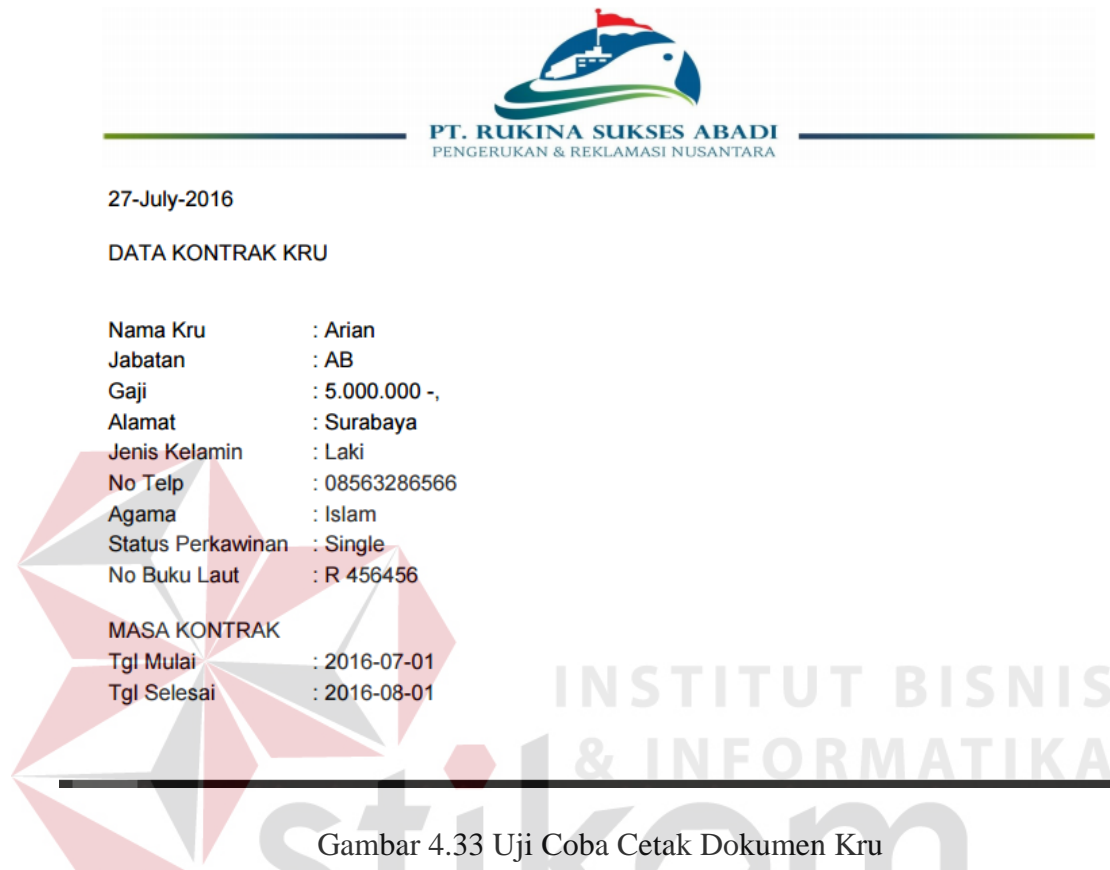 PT. RUKINA SUKSES ABADI
PENGERUKAN & REKLAMASI NUSANTARA
27-July-2016
DATA KONTRAK KRU
Nama Kru : Arian
Jabatan : AB
Gaji : 5.000.000 -,
Alamat : Surabaya
Jenis Kelamin : Laki
No Telp : 08563286566
Agama : Islam
Status Perkawinan : Single
No Buku Laut : R 456456
MASA KONTRAK
Tgl Mulai : 2016-07-01
Tgl Selesai : 2016-08-01
INSTITUT BISNIS
& INFORMATIKA
stikom
Gambar 4.33 Uji Coba Cetak Dokumen Kru